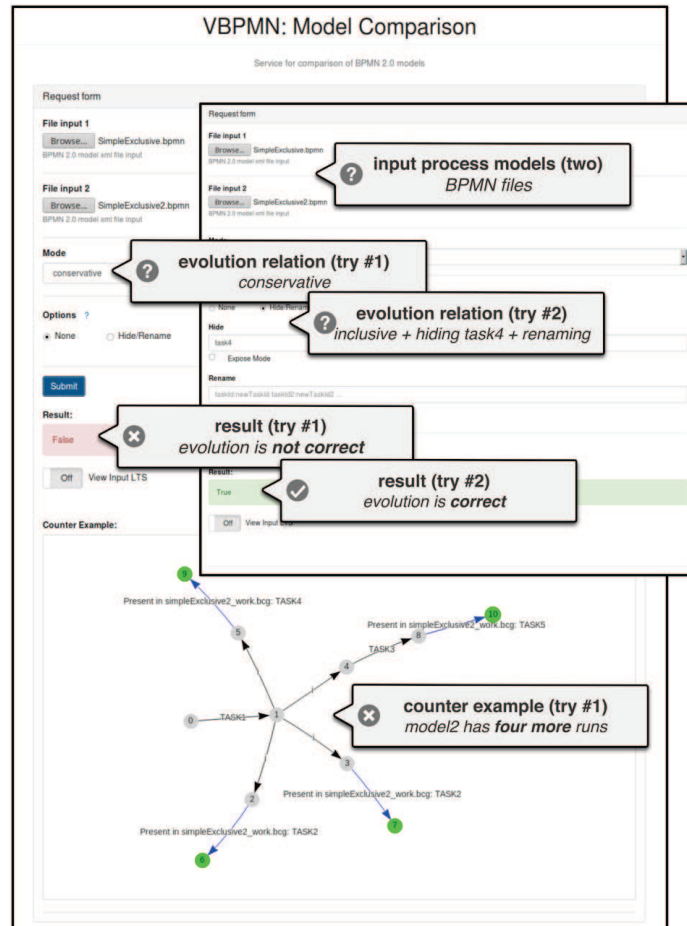 VBPMN: Model Comparison
Service for comparison of BPMN 2.0 models
Request form
File input 1
Browse... SimpleExclusive.bpmn
BPMN 2.0 model xml file input
File input 2
Browse... SimpleExclusive2.bpmn
BPMN 2.0 model xml file input
Mode
conservative
Options ?
None Hide/Rename
Submit
Result:
False
Off View Input LTS
Counter Example:
Request form
File input 1
Browse... SimpleExclusive.bpmn
BPMN 2.0 model xml file input
File input 2
Browse... SimpleExclusive2.bpmn
BPMN 2.0 model xml file input
None
Hide
task4
Expose Mode
Rename
taskId:newTaskId taskId2:newTaskId2 ...
Result:
True
Off View Input
? input process models (two)
BPMN files
? evolution relation (try #1)
conservative
? evolution relation (try #2)
inclusive + hiding task4 + renaming
result (try #1)
evolution is not correct
result (try #2)
evolution is correct
9
Present in simpleExclusive2_work.bcg: TASK4
5
10
Present in simpleExclusive2_work.bcg: TASK5
8
TASK3
4
i
i
0
TASK1
1
counter example (try #1)
model2 has four more runs
i
i
3
2
Present in simpleExclusive2_work.bcg: TASK2
7
Present in simpleExclusive2_work.bcg: TASK2
6